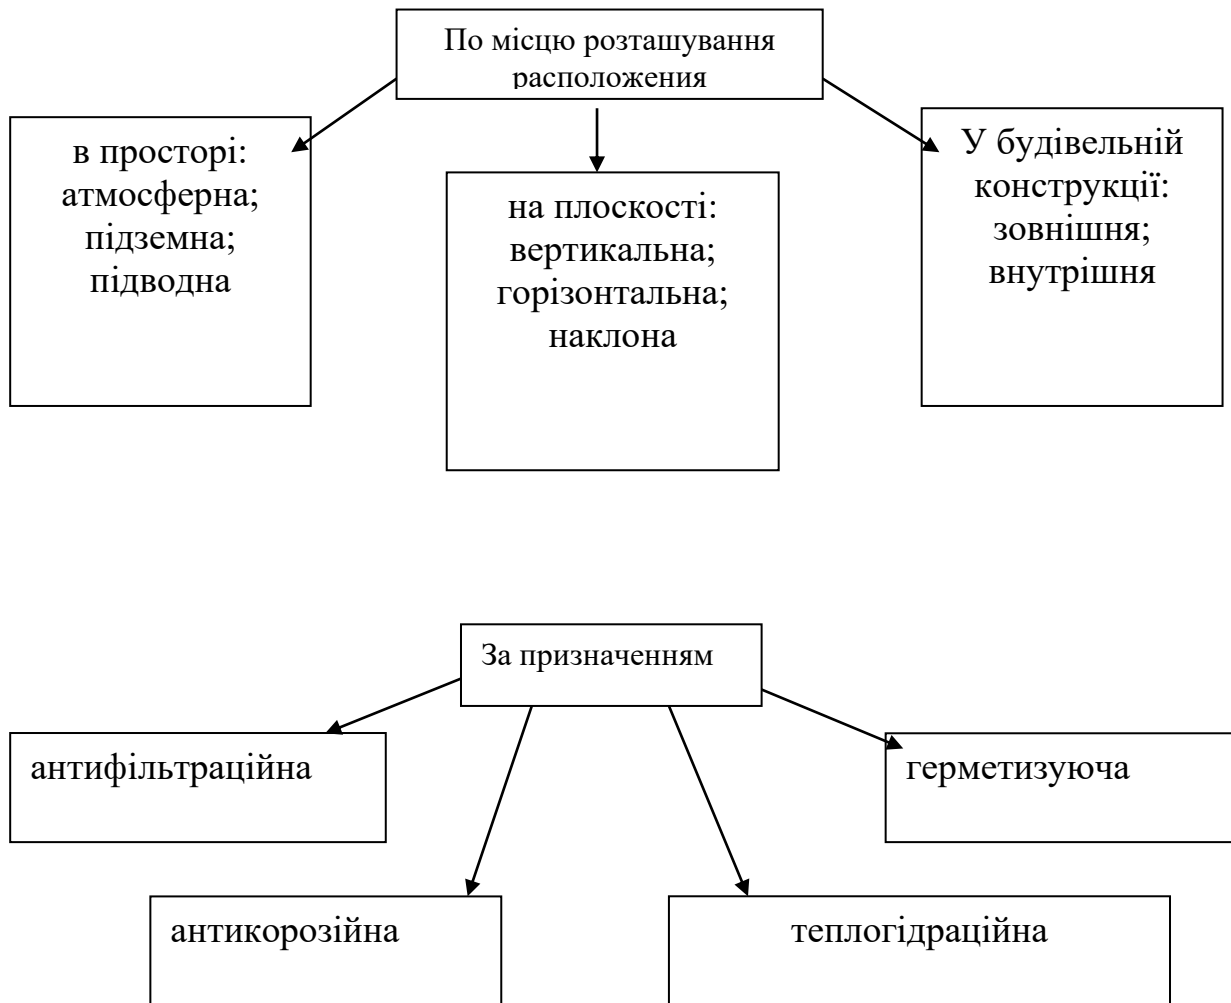 По місцю розташування
расположения
в просторі:
атмосферна;
підземна;
підводна
на плоскості:
вертикальна;
горізонтальна;
наклона
У будівельній
конструкції:
зовнішня;
внутрішня
За призначенням
антифільтраційна
герметизуюча
антикорозійна
теплогідраційна